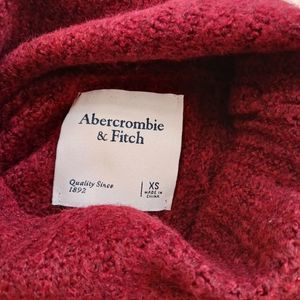 Abercrombie
& Fitch
Quality Since
1892
XS
MADE IN
CHINA